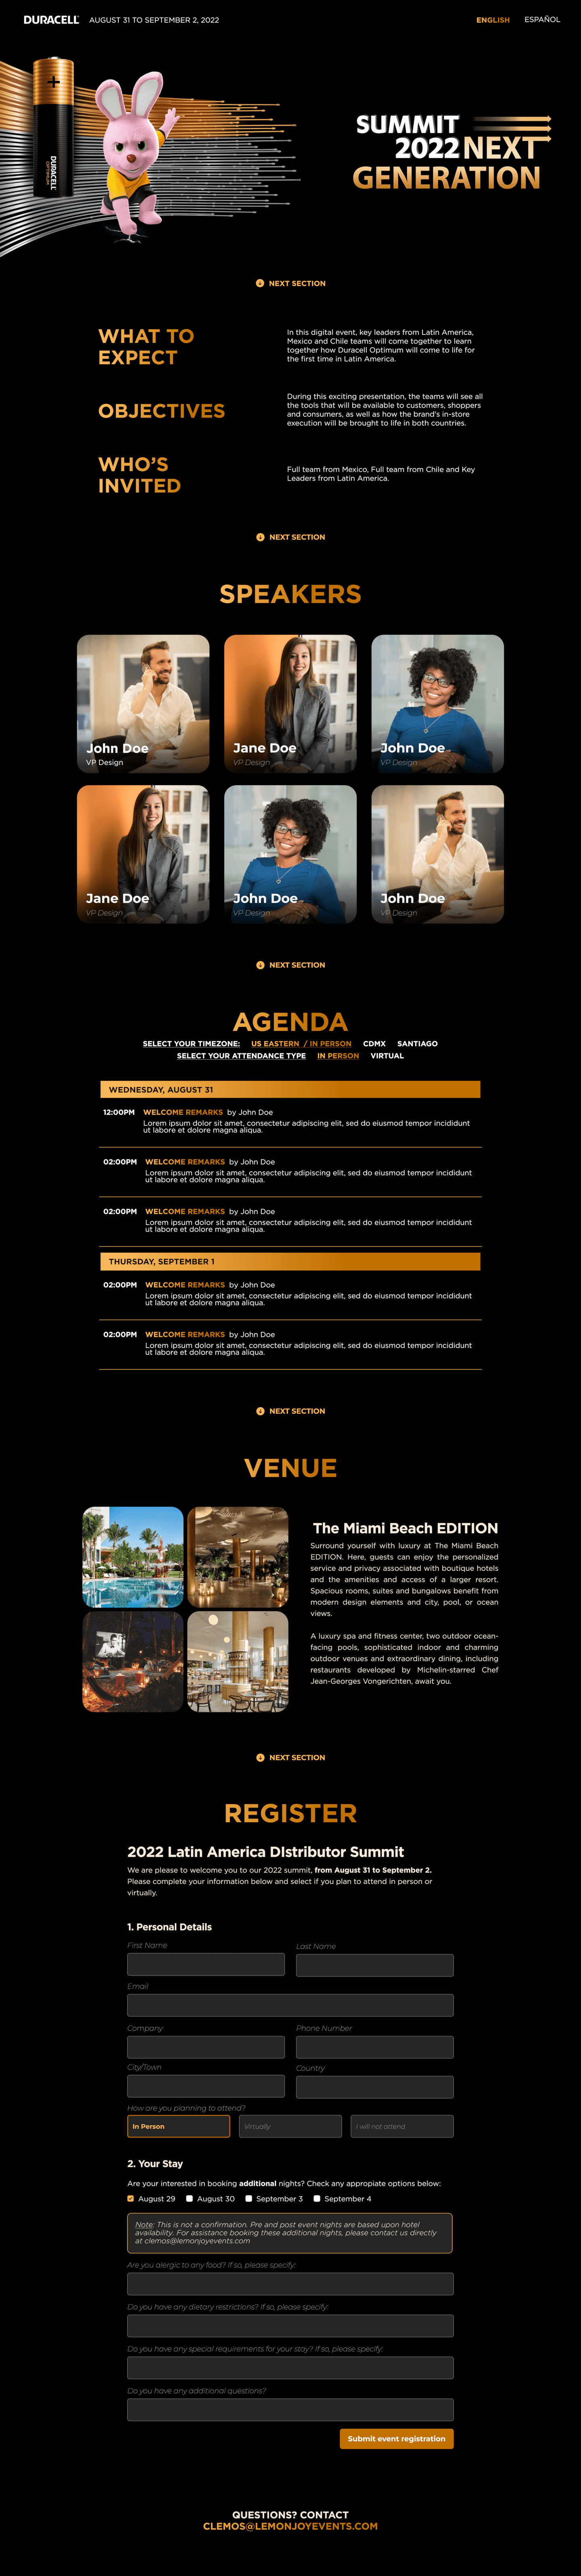 DURACELL AUGUST 31 TO SEPTEMBER 2, 2022
ENGLISH ESPAÑOL
+
DURACELL
OPTIMUM
SUMMIT
2022 NEXT
GENERATION
NEXT SECTION
WHAT TO
EXPECT
In this digital event, key leaders from Latin America,
Mexico and Chile teams will come together to learn
together how Duracell Optimum will come to life for
the first time in Latin America.
OBJECTIVES
During this exciting presentation, the teams will see all
the tools that will be available to customers, shoppers
and consumers, as well as how the brand's in-store
execution will be brought to life in both countries.
WHO'S
INVITED
Full team from Mexico, Full team from Chile and Key
Leaders from Latin America.
NEXT SECTION
SPEAKERS
John Doe
VP Design
Jane Doe
VP Design
John Doe
VP Design
Jane Doe
VP Design
John Doe
VP Design
John Doe
VP Design
NEXT SECTION
AGENDA
SELECT YOUR TIMEZONE: US EASTERN / IN PERSON CDMX SANTIAGO
SELECT YOUR ATTENDANCE TYPE IN PERSON VIRTUAL
WEDNESDAY, AUGUST 31
12:00PM WELCOME REMARKS by John Doe
Lorem ipsum dolor sit amet, consectetur adipiscing elit, sed do eiusmod tempor incididunt
ut labore et dolore magna aliqua.
02:00PM WELCOME REMARKS by John Doe
Lorem ipsum dolor sit amet, consectetur adipiscing elit, sed do eiusmod tempor incididunt
ut labore et dolore magna aliqua.
02:00PM WELCOME REMARKS by John Doe
Lorem ipsum dolor sit amet, consectetur adipiscing elit, sed do eiusmod tempor incididunt
ut labore et dolore magna aliqua.
THURSDAY, SEPTEMBER 1
02:00PM WELCOME REMARKS by John Doe
Lorem ipsum dolor sit amet, consectetur adipiscing elit, sed do eiusmod tempor incididunt
ut labore et dolore magna aliqua.
02:00PM WELCOME REMARKS by John Doe
Lorem ipsum dolor sit amet, consectetur adipiscing elit, sed do eiusmod tempor incididunt
ut labore et dolore magna aliqua.
NEXT SECTION
VENUE
The Miami Beach EDITION
Surround yourself with luxury at The Miami Beach
EDITION. Here, guests can enjoy the personalized
service and privacy associated with boutique hotels
and the amenities and access of a larger resort.
Spacious rooms, suites and bungalows benefit from
modern design elements and city, pool, or ocean
views.
A luxury spa and fitness center, two outdoor ocean-
facing pools, sophisticated indoor and charming
outdoor venues and extraordinary dining, including
restaurants developed by Michelin-starred Chef
Jean-Georges Vongerichten, await you.
NEXT SECTION
REGISTER
2022 Latin America DIstributor Summit
We are please to welcome you to our 2022 summit, from August 31 to September 2.
Please complete your information below and select if you plan to attend in person or
virtually.
1. Personal Details
First Name Last Name
Email
Company Phone Number
City/Town Country
How are you planning to attend?
In Person Virtually I will not attend
2. Your Stay
Are your interested in booking additional nights? Check any appropiate options below:
August 29 August 30 September 3 September 4
Note: This is not a confirmation. Pre and post event nights are based upon hotel
availability. For assistance booking these additional nights, please contact us directly
at clemos@lemonjoyevents.com
Are you alergic to any food? If so, please specify:
Do you have any dietary restrictions? If so, please specify:
Do you have any special requirements for your stay? If so, please specify:
Do you have any additional questions?
Submit event registration
QUESTIONS? CONTACT
CLEMOS@LEMONJOYEVENTS.COM